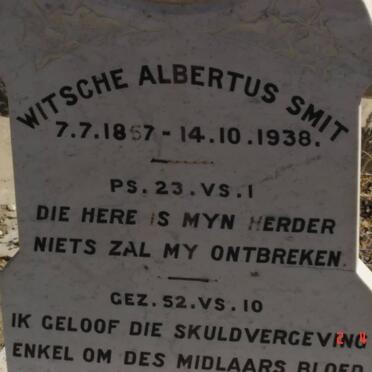 WITSCHE ALBERTUS SMIT
7.7.1867 - 14.10.1938.
PS. 23. VS. 1
DIE HERE IS MYN HERDER
NIETS ZAL MY ONTBREKEN.
GEZ. 52. VS. 10
IK GELOOF DIE SKULDVERGEVING
ENKEL OM DES MIDLAARS BLOED